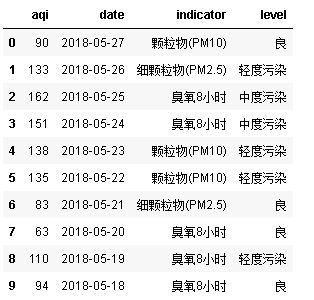 aqi date indicator level
0 90 2018-05-27 颗粒物(PM10) 良
1 133 2018-05-26 细颗粒物(PM2.5) 轻度污染
2 162 2018-05-25 臭氧8小时 中度污染
3 151 2018-05-24 臭氧8小时 中度污染
4 138 2018-05-23 颗粒物(PM10) 轻度污染
5 135 2018-05-22 颗粒物(PM10) 轻度污染
6 83 2018-05-21 细颗粒物(PM2.5) 良
7 63 2018-05-20 臭氧8小时 良
8 110 2018-05-19 臭氧8小时 轻度污染
9 94 2018-05-18 臭氧8小时 良